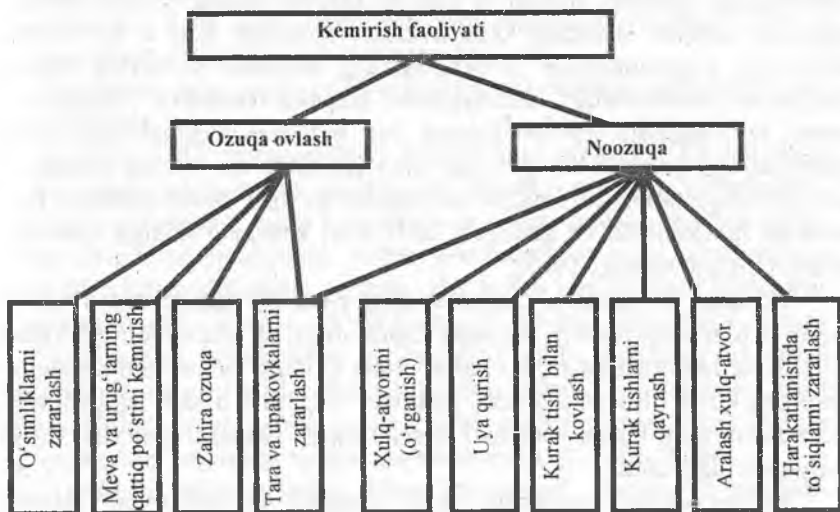 Kemirish faoliyati
Ozuqa ovlash
Noozuqa
O‘simliklarni
zararlash
Meva va urug‘larning
qattiq po‘stini kemirish
Zahira ozuqa
Tara va upakovkalarni
zararlash
Xulq-atvorini
(o‘rganish)
Uya qurish
Kurak tish bilan
kovlash
Kurak tishlarni
qayrash
Aralash xulq-atvor
Harakatlanishda
to‘siqlarni zararlash